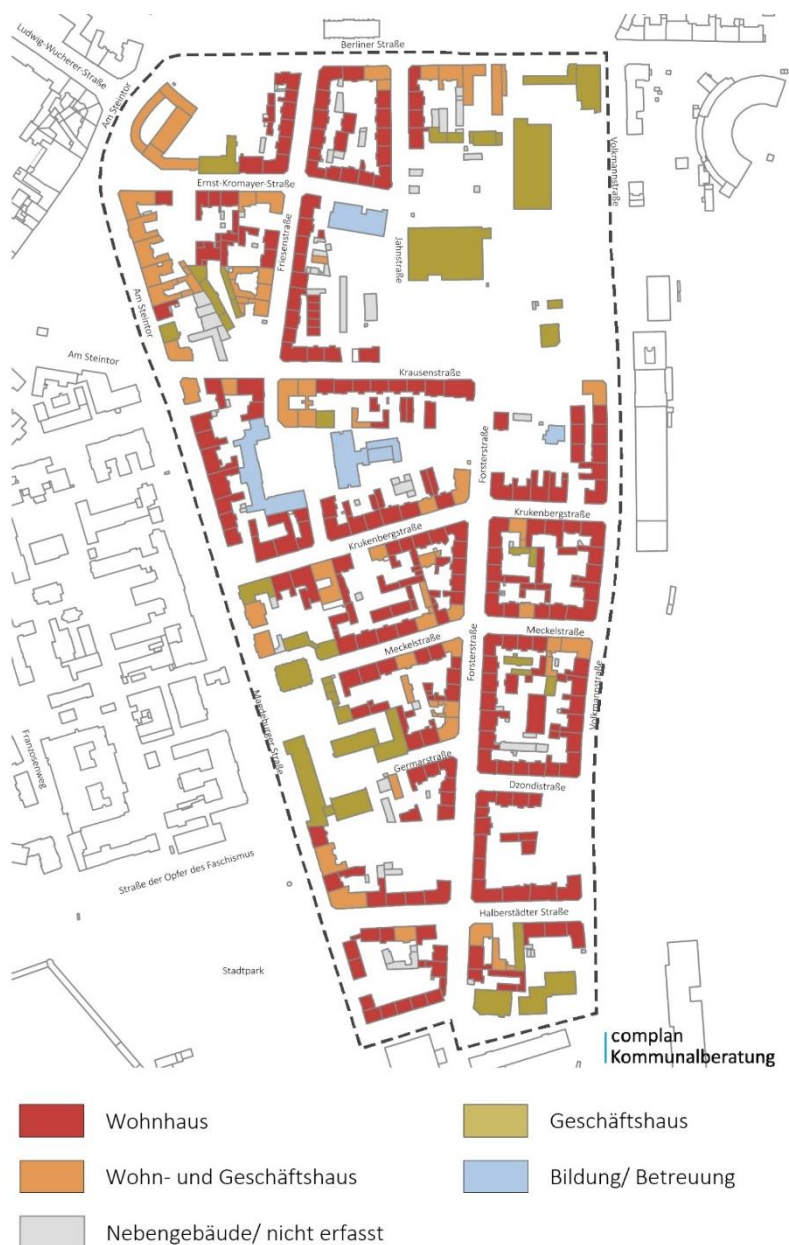 Berliner Straße
Ludwig-Wucherer-Straße
Am Steintor
Volkmannstraße
Ernst-Kromayer-Straße
Friesenstraße
Jahnstraße
Am Steintor
Am Steintor
Krausenstraße
Forsterstraße
Krukenbergstraße
Krukenbergstraße
Meckelstraße
Meckelstraße
Forsterstraße
Volkmannstraße
Magdeburger Straße
Franzosenweg
Germarstraße
Dzondistraße
Straße der Opfer des Faschismus
Halberstädter Straße
Stadtpark
complan
Kommunalberatung
Wohnhaus
Geschäftshaus
Wohn- und Geschäftshaus
Bildung/ Betreuung
Nebengebäude/ nicht erfasst